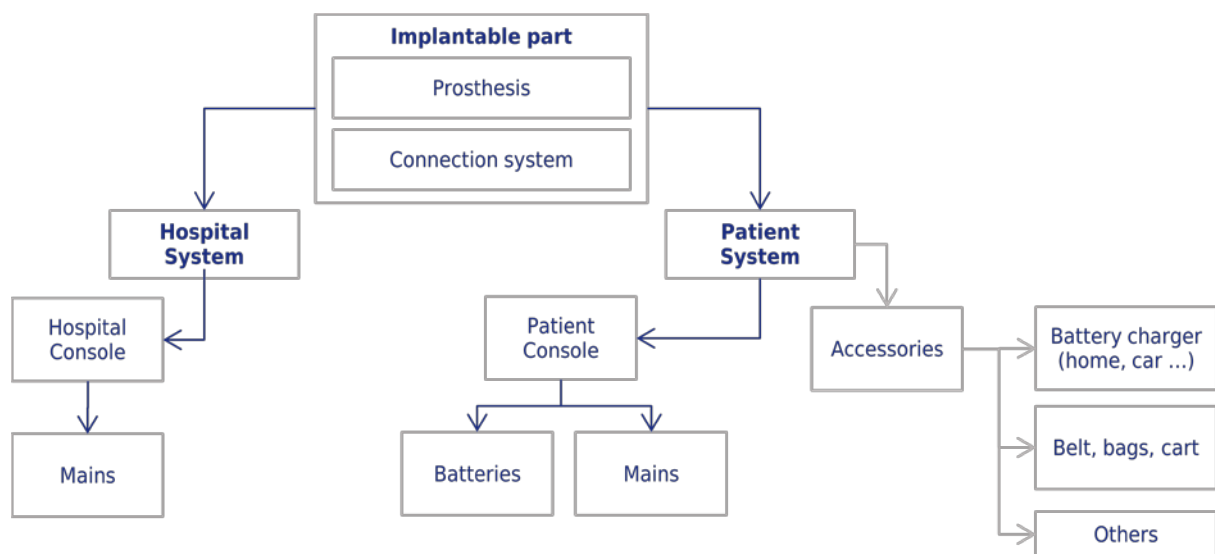 Implantable part
Prosthesis
Connection system
Hospital
System
Patient
System
Hospital
Console
Patient
Console
Accessories
Battery charger
(home, car ...)
Mains
Batteries
Mains
Belt, bags, cart
Others